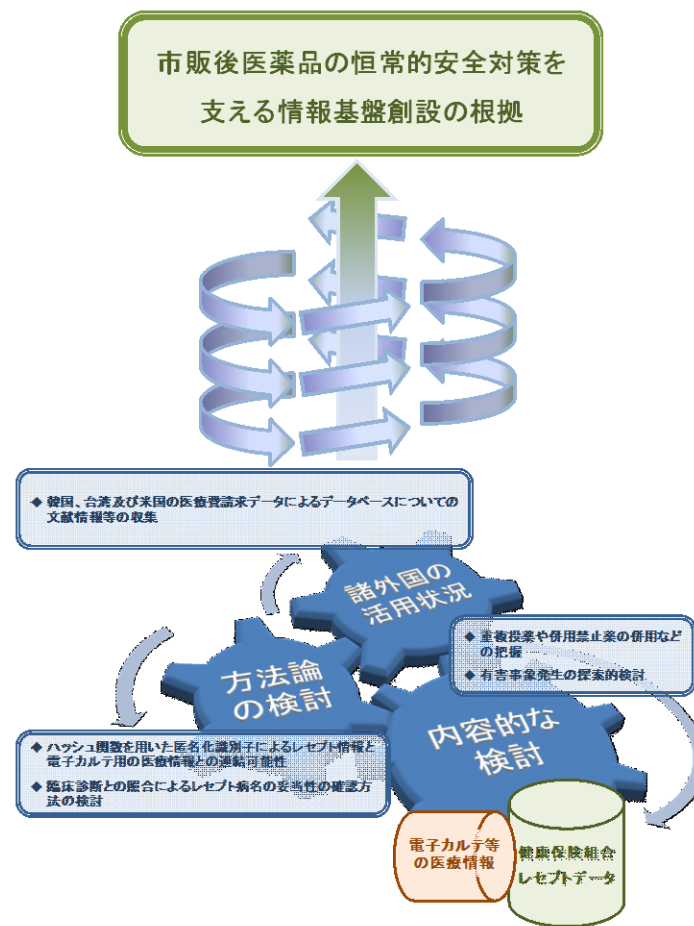 市販後医薬品の恒常的安全対策を
支える情報基盤創設の根拠
◆ 韓国、台湾及び米国の医療費請求データによるデータベースについての
文献情報等の収集
諸外国の
活用状況
◆ 重複投薬や併用禁止薬の併用など
の把握
◆ 有害事象発生の探索的検討
方法論
の検討
内容的な
検討
◆ ハッシュ関数を用いた匿名化識別子によるレセプト情報と
電子カルテ用の医療情報との連結可能性
◆ 臨床診断との照合によるレセプト病名の妥当性の確認方
法の検討
電子カルテ等
の医療情報
健康保険組合
レセプトデータ